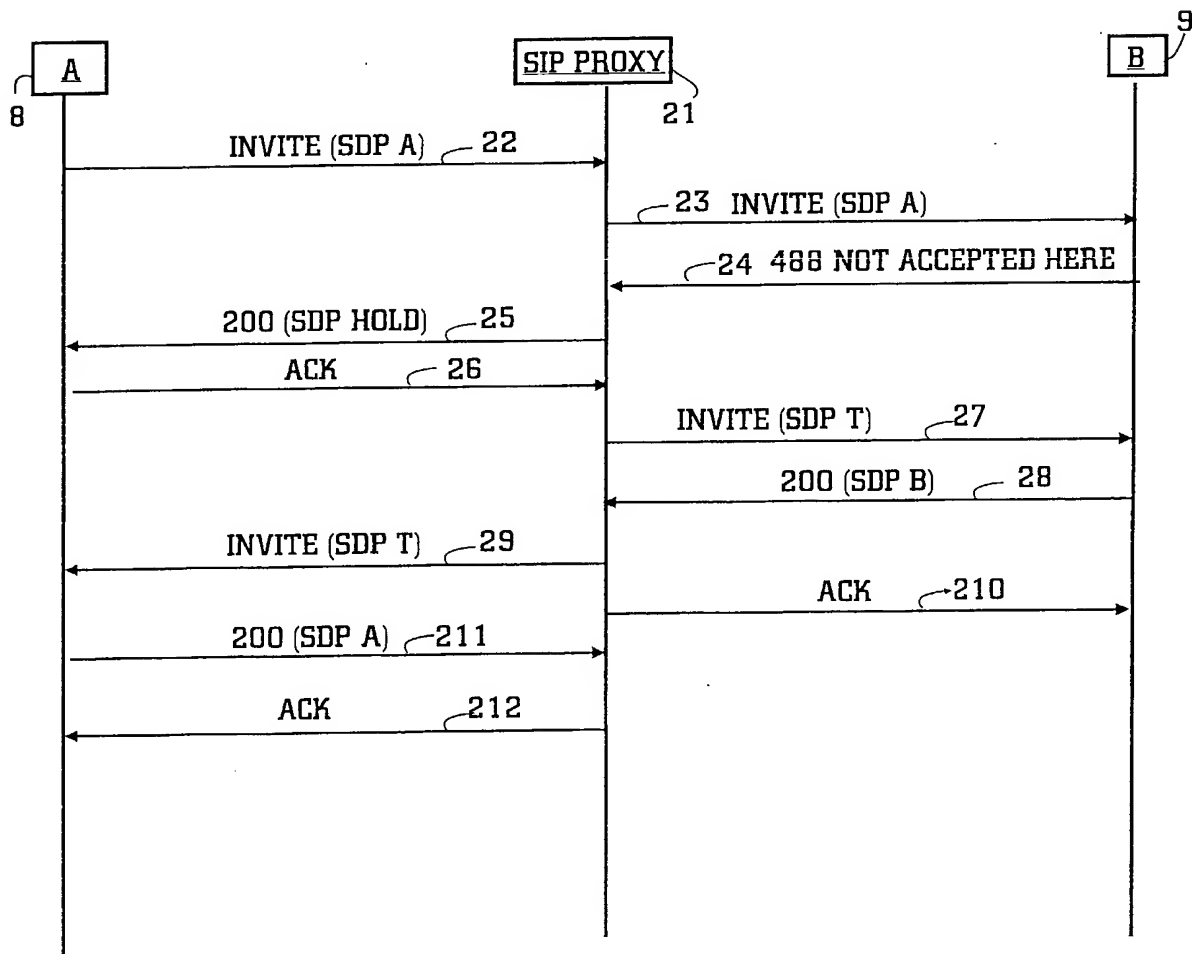 A
8
SIP PROXY
21
B
9
INVITE (SDP A) 22
23 INVITE (SDP A)
24 488 NOT ACCEPTED HERE
200 (SDP HOLD) 25
ACK 26
INVITE (SDP T) 27
200 (SDP B) 28
INVITE (SDP T) 29
ACK 210
200 (SDP A) 211
ACK 212